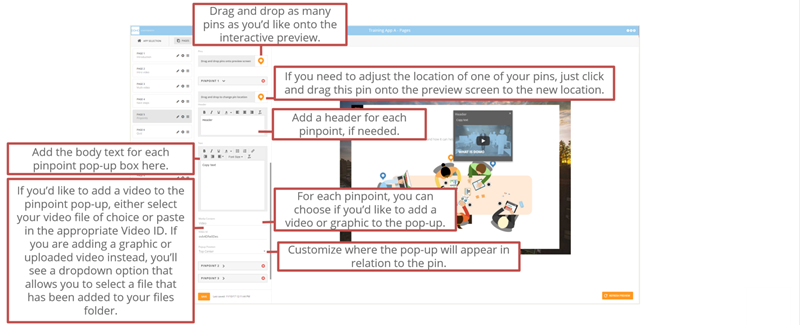 Drag and drop as many
pins as you'd like onto the
interactive preview.
Training App A - Pages
If you need to adjust the location of one of your pins, just click
and drag this pin onto the preview screen to the new location.
PINPOINT 1
Add a header for each
pinpoint, if needed.
Header
Add the body text for each
pinpoint pop-up box here.
If you'd like to add a video to the
pinpoint pop-up, either select
your video file of choice or paste
in the appropriate Video ID. If
you are adding a graphic or
uploaded video instead, you'll
see a dropdown option that
allows you to select a file that
has been added to your files
folder.
For each pinpoint, you can
choose if you'd like to add a
video or graphic to the pop-up.
Customize where the pop-up will appear in
relation to the pin.
PINPOINT 2
PINPOINT 3